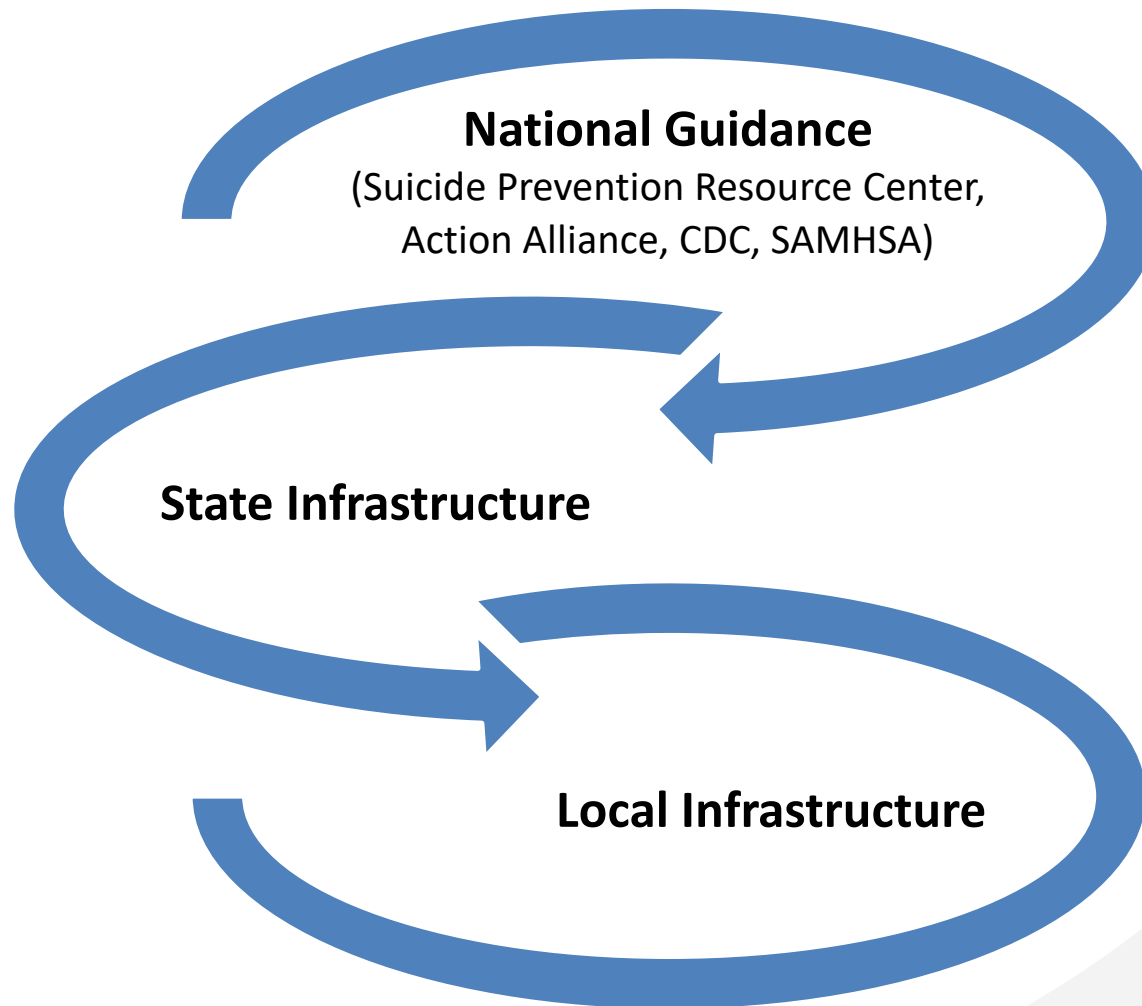 National Guidance
(Suicide Prevention Resource Center,
Action Alliance, CDC, SAMHSA)
State Infrastructure
Local Infrastructure